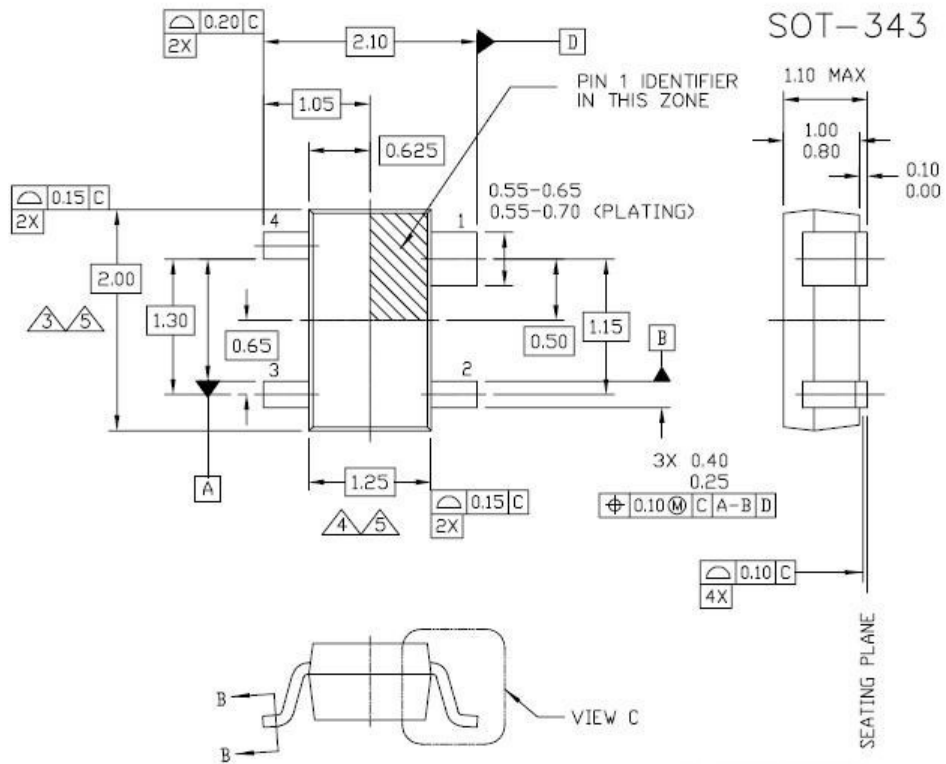 SOT-343
0.20 C
2X
2.10
D
1.05
PIN 1 IDENTIFIER
IN THIS ZONE
1.10 MAX
0.625
1.00
0.80
0.10
0.00
0.15 C
2X
0.55-0.65
0.55-0.70 (PLATING)
4
1
2.00
3 5
1.30
0.65
0.50
1.15
B
3
2
A
3X 0.40
0.25
1.25
0.15 C
2X
4 5
0.10 Ⓜ C A-B D
0.10 C
4X
SEATING PLANE
B
B
VIEW C